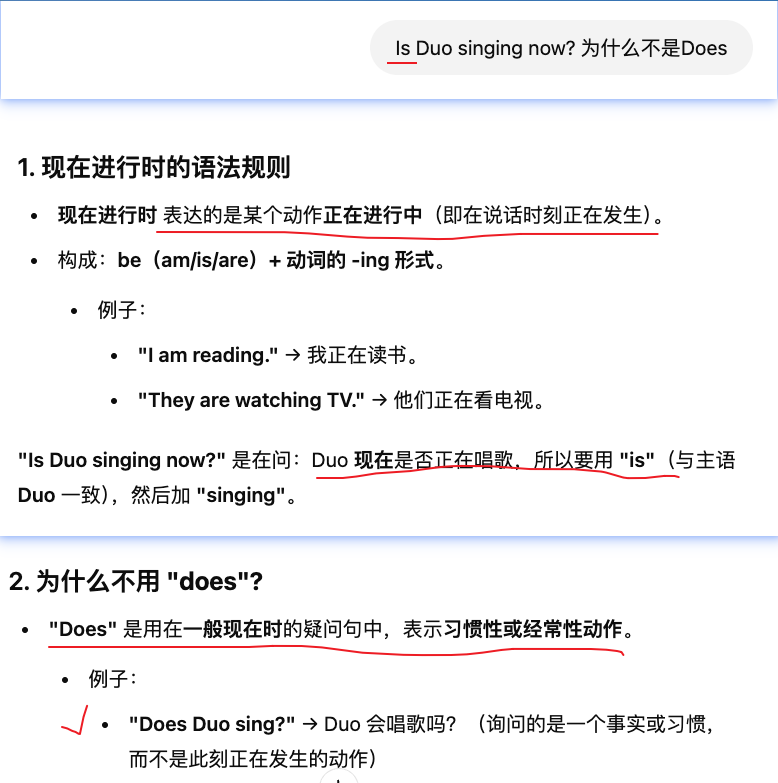 Is Duo singing now? 为什么不是Does
1. 现在进行时的语法规则
• 现在进行时 表达的是某个动作正在进行中（即在说话时刻正在发生）。
• 构成：be（am/is/are）+ 动词的 -ing 形式。
• 例子：
• "I am reading." → 我正在读书。
• "They are watching TV." → 他们正在看电视。
"Is Duo singing now?" 是在问：Duo 现在是否正在唱歌，所以要用 "is"（与主语
Duo 一致），然后加 "singing"。
2. 为什么不用 "does"?
• "Does" 是用在一般现在时的疑问句中，表示习惯性或经常性动作。
• 例子：
• "Does Duo sing?" → Duo 会唱歌吗？（询问的是一个事实或习惯，
而不是此刻正在发生的动作）